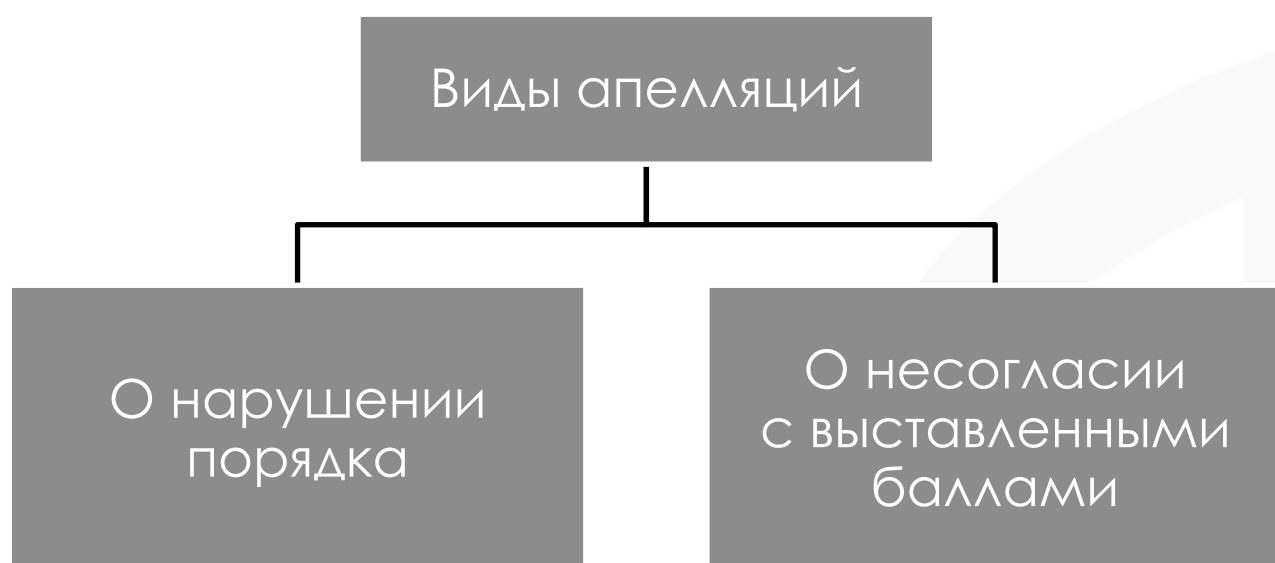 Виды апелляций
О нарушении
порядка
О несогласии
с выставленными
баллами